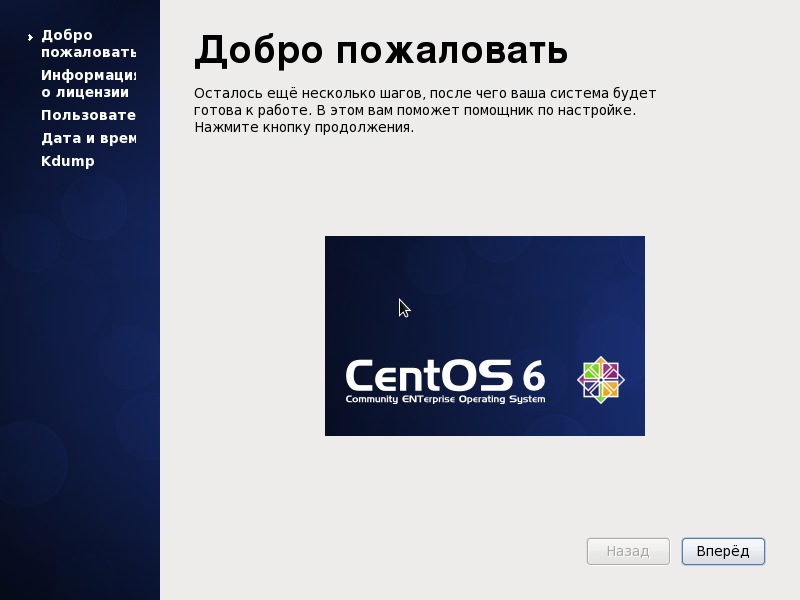 Добро
пожаловать
Информация
о лицензии
Пользовате
Дата и врем
Kdump
Добро пожаловать
Осталось ещё несколько шагов, после чего ваша система будет
готова к работе. В этом вам поможет помощник по настройке.
Нажмите кнопку продолжения.
CentOS 6
Community ENTerprise Operating System
Назад
Вперёд